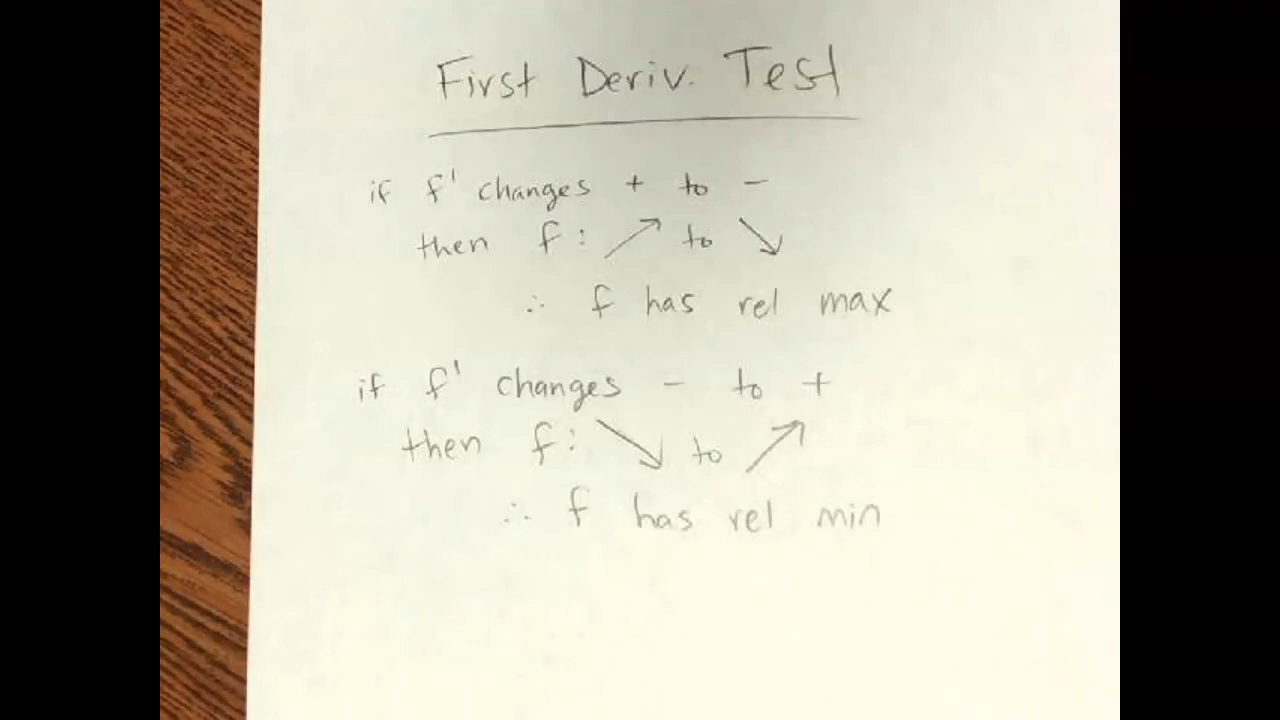 First Deriv. Test
if f' changes + to -
then f: ↗ to ↘
∴ f has rel max
if f' changes - to +
then f: ↘ to ↗
∴ f has rel min